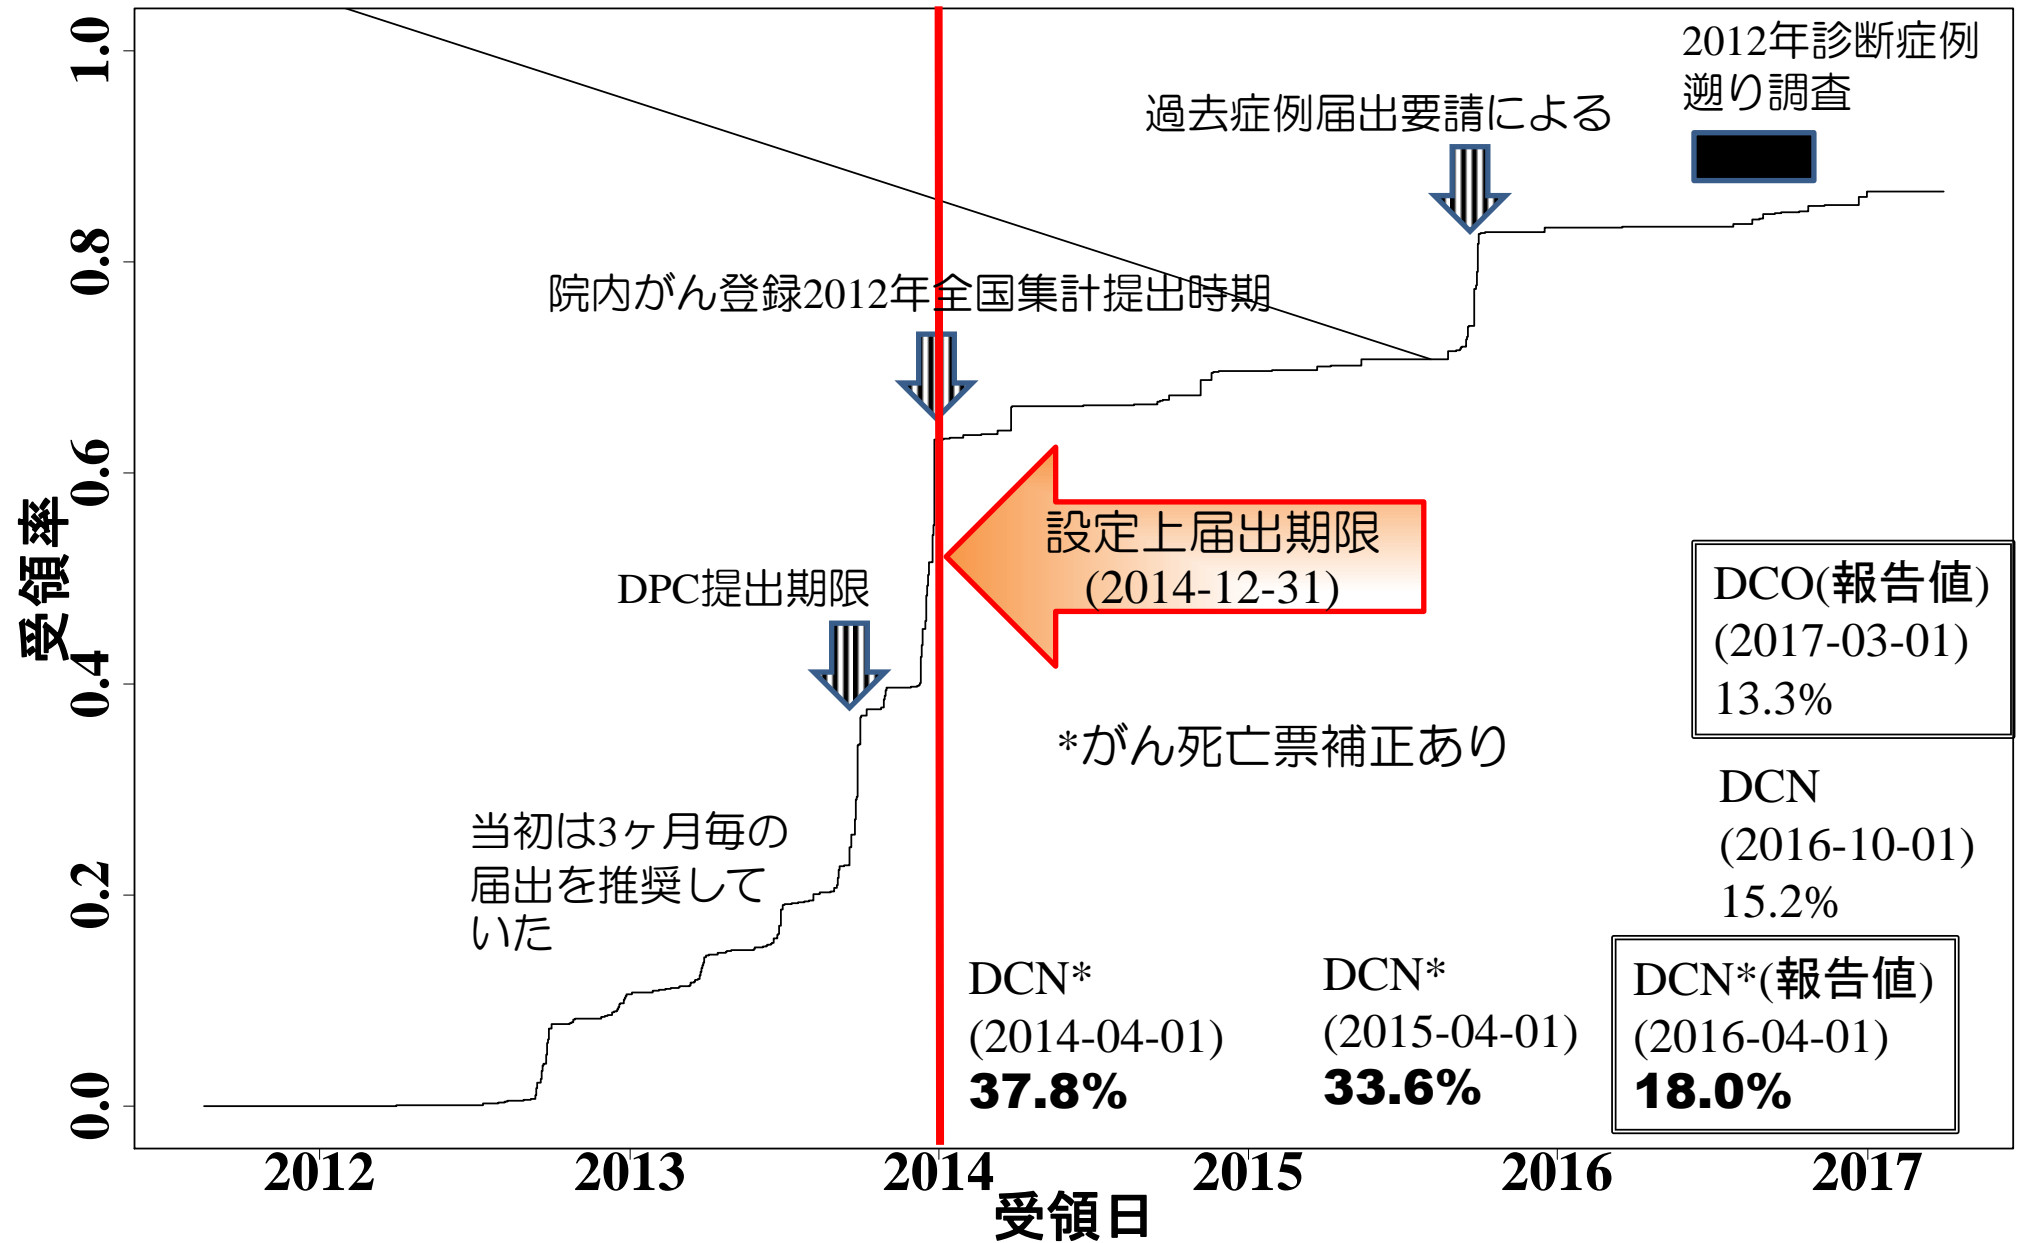 1.0
0.8
0.6
0.4
0.2
0.0
受領率
2012年診断症例
遡り調査
過去症例届出要請による
院内がん登録2012年全国集計提出時期
設定上届出期限
(2014-12-31)
DPC提出期限
*がん死亡票補正あり
当初は3ヶ月毎の
届出を推奨して
いた
DCO(報告値)
(2017-03-01)
13.3%
DCN
(2016-10-01)
15.2%
DCN*
(2014-04-01)
37.8%
DCN*
(2015-04-01)
33.6%
DCN*(報告値)
(2016-04-01)
18.0%
2012
2013
2014
2015
2016
2017
受領日